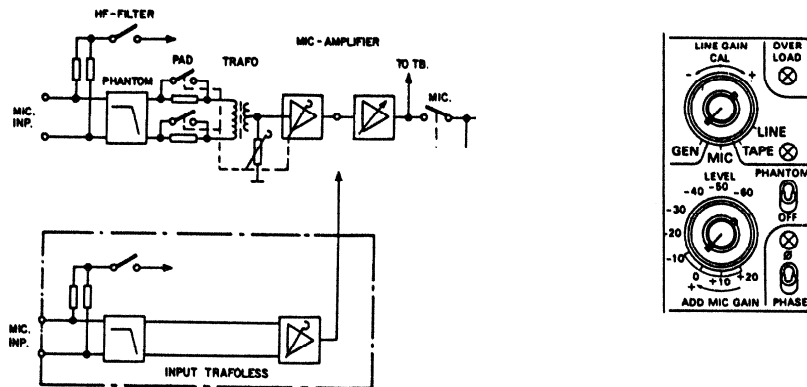 HF-FILTER
PHANTOM
PAD
TRAFO
MIC-AMPLIFIER
TO TB.
MIC.
MIC.
INP.
MIC.
INP.
INPUT TRAFOLESS
LINE GAIN
CAL
- +
OVER
LOAD
LINE
GEN MIC TAPE
LEVEL
-40 -50 -60
-30
-20
-10
0 +10 +20
+
ADD MIC GAIN
PHANTOM
OFF
Ø
PHASE